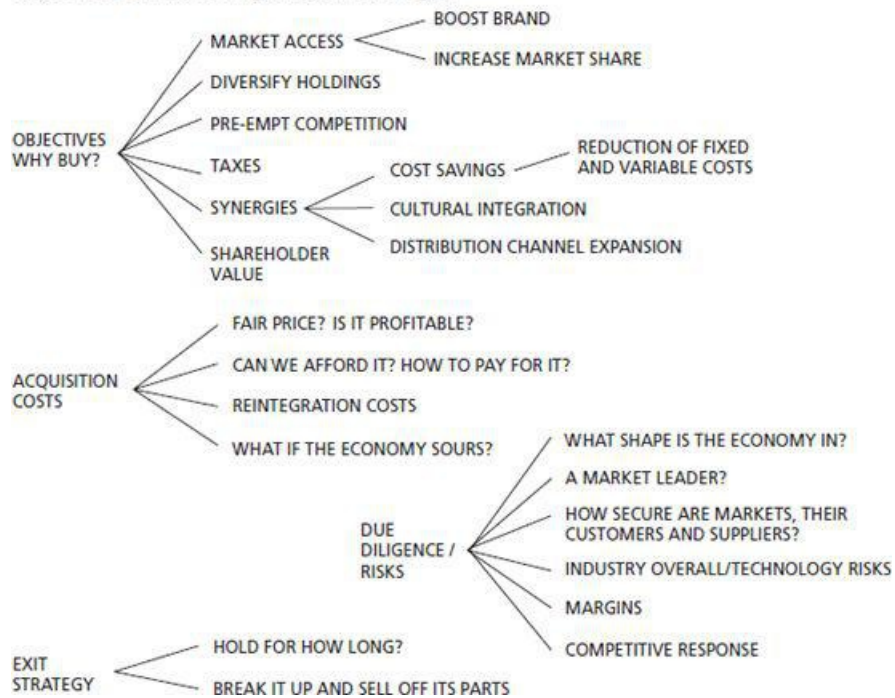 BOOST BRAND
MARKET ACCESS
INCREASE MARKET SHARE
DIVERSIFY HOLDINGS
PRE-EMPT COMPETITION
OBJECTIVES
WHY BUY?
TAXES
COST SAVINGS
REDUCTION OF FIXED
AND VARIABLE COSTS
SYNERGIES
CULTURAL INTEGRATION
DISTRIBUTION CHANNEL EXPANSION
SHAREHOLDER
VALUE
FAIR PRICE? IS IT PROFITABLE?
CAN WE AFFORD IT? HOW TO PAY FOR IT?
ACQUISITION
COSTS
REINTEGRATION COSTS
WHAT IF THE ECONOMY SOURS?
WHAT SHAPE IS THE ECONOMY IN?
A MARKET LEADER?
HOW SECURE ARE MARKETS, THEIR
CUSTOMERS AND SUPPLIERS?
DUE
DILIGENCE /
RISKS
INDUSTRY OVERALL/TECHNOLOGY RISKS
MARGINS
COMPETITIVE RESPONSE
EXIT
STRATEGY
HOLD FOR HOW LONG?
BREAK IT UP AND SELL OFF ITS PARTS